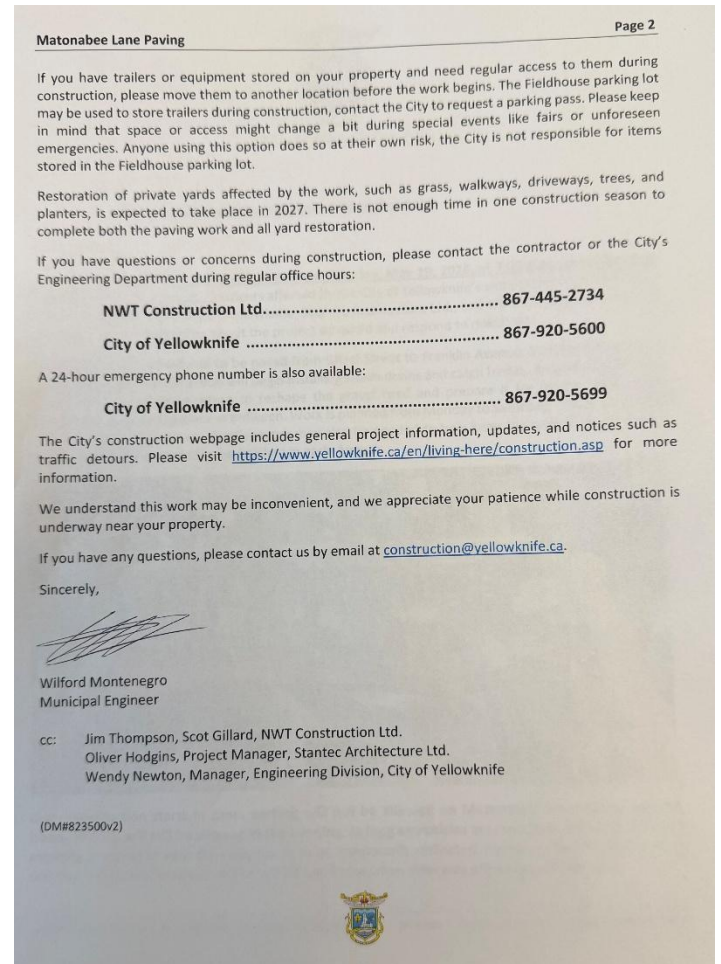 Page 2
Matonabee Lane Paving
If you have trailers or equipment stored on your property and need regular access to them during
construction, please move them to another location before the work begins. The Fieldhouse parking lot
may be used to store trailers during construction, contact the City to request a parking pass. Please keep
in mind that space or access might change a bit during special events like fairs or unforeseen
emergencies. Anyone using this option does so at their own risk, the City is not responsible for items
stored in the Fieldhouse parking lot.
Restoration of private yards affected by the work, such as grass, walkways, driveways, trees, and
planters, is expected to take place in 2027. There is not enough time in one construction season to
complete both the paving work and all yard restoration.
If you have questions or concerns during construction, please contact the contractor or the City's
Engineering Department during regular office hours:
NWT Construction Ltd. ........................................................ 867-445-2734
City of Yellowknife ........................................................ 867-920-5600
A 24-hour emergency phone number is also available:
City of Yellowknife ........................................................ 867-920-5699
The City's construction webpage includes general project information, updates, and notices such as
traffic detours. Please visit https://www.yellowknife.ca/en/living-here/construction.asp for more
information.
We understand this work may be inconvenient, and we appreciate your patience while construction is
underway near your property.
If you have any questions, please contact us by email at construction@yellowknife.ca.
Sincerely,
Wilford Montenegro
Municipal Engineer
cc: Jim Thompson, Scot Gillard, NWT Construction Ltd.
Oliver Hodgins, Project Manager, Stantec Architecture Ltd.
Wendy Newton, Manager, Engineering Division, City of Yellowknife
(DM#823500v2)